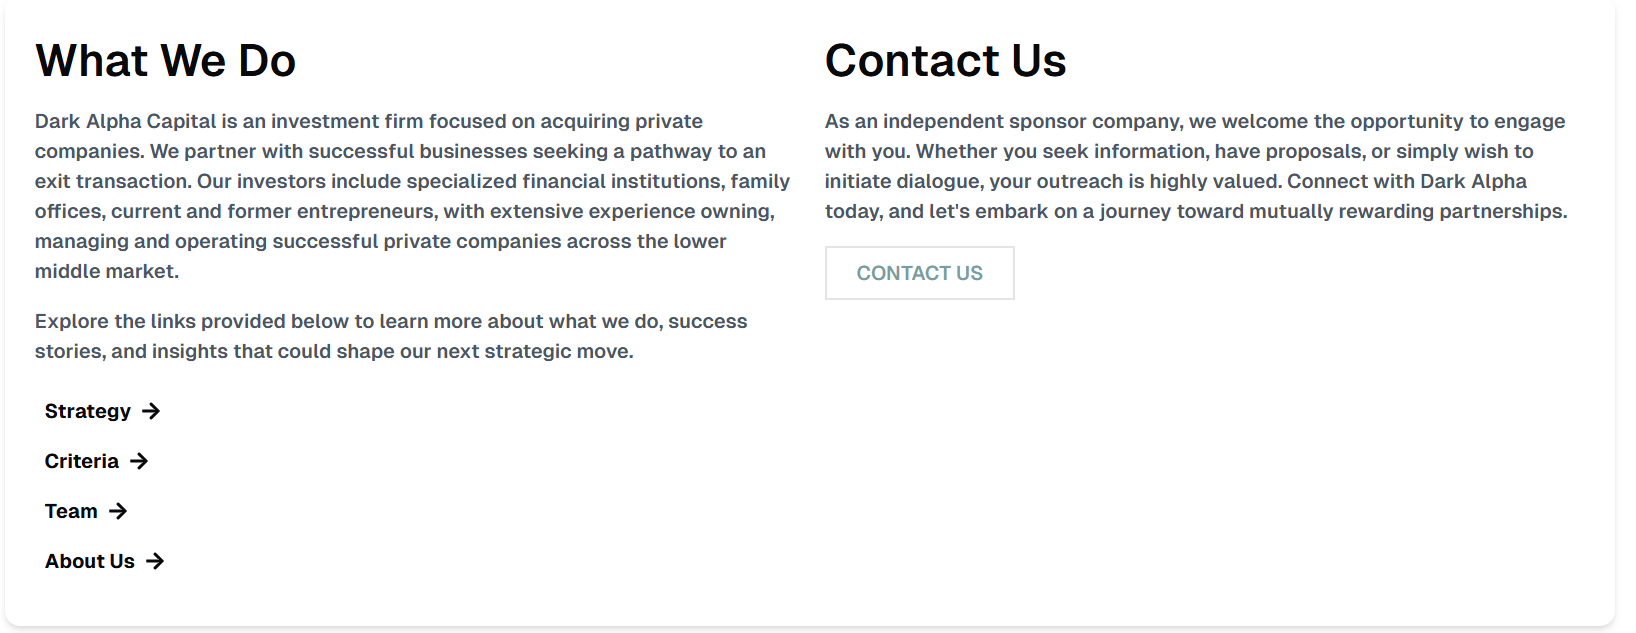 What We Do
Dark Alpha Capital is an investment firm focused on acquiring private
companies. We partner with successful businesses seeking a pathway to an
exit transaction. Our investors include specialized financial institutions, family
offices, current and former entrepreneurs, with extensive experience owning,
managing and operating successful private companies across the lower
middle market.
Explore the links provided below to learn more about what we do, success
stories, and insights that could shape our next strategic move.
Strategy →
Criteria →
Team →
About Us →
Contact Us
As an independent sponsor company, we welcome the opportunity to engage
with you. Whether you seek information, have proposals, or simply wish to
initiate dialogue, your outreach is highly valued. Connect with Dark Alpha
today, and let's embark on a journey toward mutually rewarding partnerships.
CONTACT US